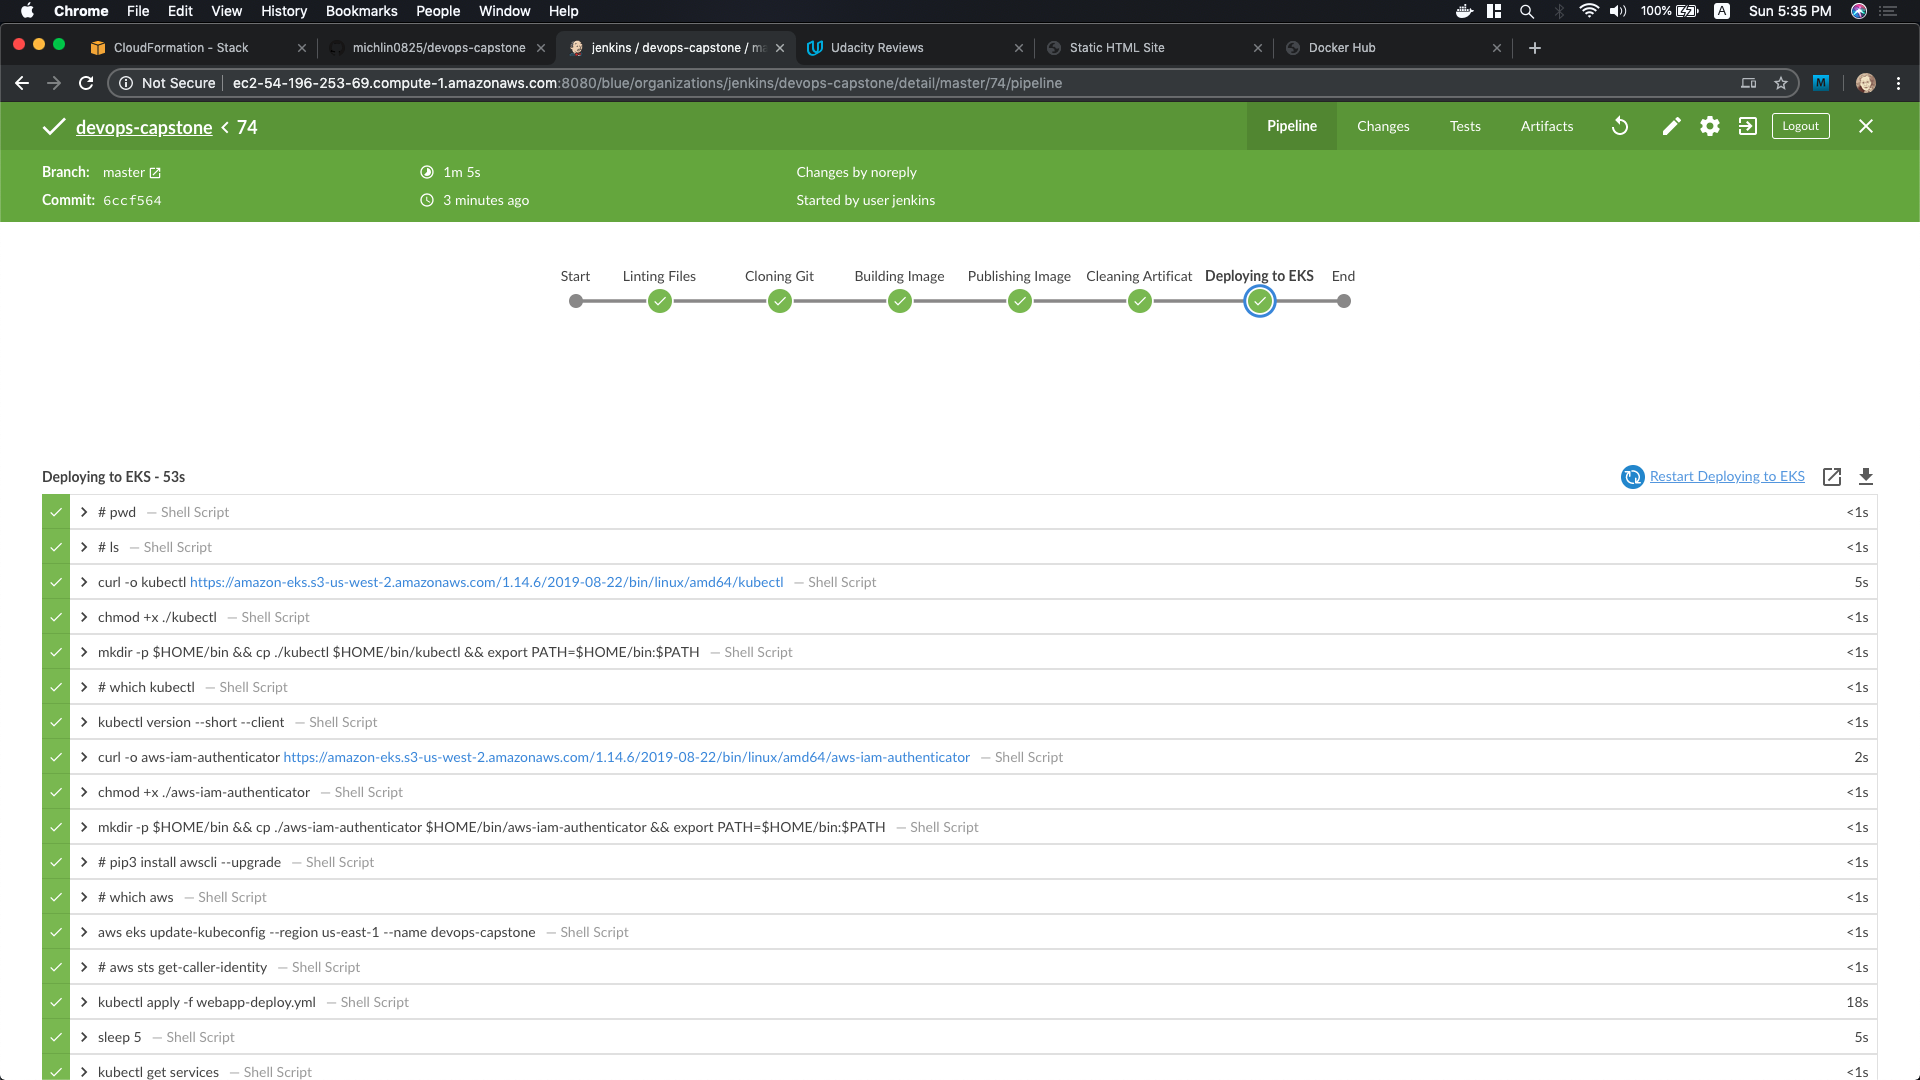 Chrome File Edit View History Bookmarks People Window Help 100% A Sun 5:35 PM
CloudFormation - Stack michlin0825/devops-capstone jenkins / devops-capstone / ma Udacity Reviews Static HTML Site Docker Hub
Not Secure ec2-54-196-253-69.compute-1.amazonaws.com:8080/blue/organizations/jenkins/devops-capstone/detail/master/74/pipeline M
devops-capstone < 74 Pipeline Changes Tests Artifacts Logout
Branch: master 1m 5s Changes by noreply
Commit: 6ccf564 3 minutes ago Started by user jenkins
Start Linting Files Cloning Git Building Image Publishing Image Cleaning Artificat Deploying to EKS End
Deploying to EKS - 53s Restart Deploying to EKS
# pwd — Shell Script <1s
# ls — Shell Script <1s
curl -o kubectl https://amazon-eks.s3-us-west-2.amazonaws.com/1.14.6/2019-08-22/bin/linux/amd64/kubectl — Shell Script 5s
chmod +x ./kubectl — Shell Script <1s
mkdir -p $HOME/bin && cp ./kubectl $HOME/bin/kubectl && export PATH=$HOME/bin:$PATH — Shell Script <1s
# which kubectl — Shell Script <1s
kubectl version --short --client — Shell Script <1s
curl -o aws-iam-authenticator https://amazon-eks.s3-us-west-2.amazonaws.com/1.14.6/2019-08-22/bin/linux/amd64/aws-iam-authenticator — Shell Script 2s
chmod +x ./aws-iam-authenticator — Shell Script <1s
mkdir -p $HOME/bin && cp ./aws-iam-authenticator $HOME/bin/aws-iam-authenticator && export PATH=$HOME/bin:$PATH — Shell Script <1s
# pip3 install awscli --upgrade — Shell Script <1s
# which aws — Shell Script <1s
aws eks update-kubeconfig --region us-east-1 --name devops-capstone — Shell Script <1s
# aws sts get-caller-identity — Shell Script <1s
kubectl apply -f webapp-deploy.yml — Shell Script 18s
sleep 5 — Shell Script 5s
kubectl get services — Shell Script <1s